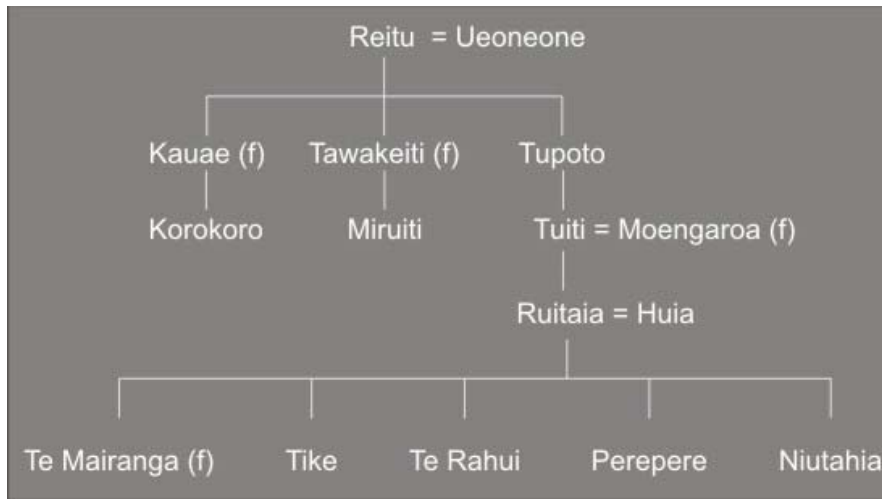 Reitu = Ueoneone
Kauae (f) Tawakeiti (f) Tupoto
Korokoro Miruiti Tuiti = Moengaroa (f)
Ruitaia = Huia
Te Mairanga (f) Tike Te Rahui Perepere Niutahia